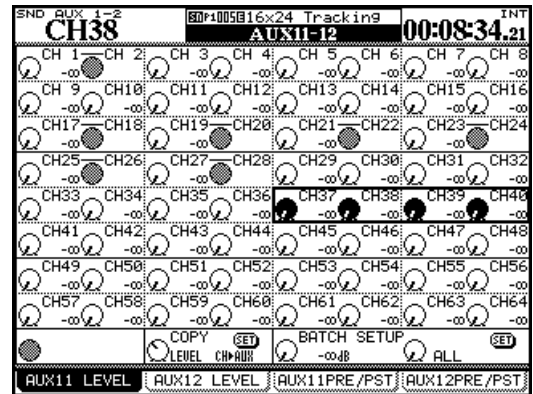 SND AUX 1-2 SNP1005:16x24 Tracking INT
CH38 AUX11-12 00:08:34.21
CH 1 CH 2 CH 3 CH 4 CH 5 CH 6 CH 7 CH 8
-∞ -∞ -∞ -∞ -∞ -∞ -∞
CH 9 CH10 CH11 CH12 CH13 CH14 CH15 CH16
-∞ -∞ -∞ -∞ -∞ -∞ -∞ -∞
CH17 CH18 CH19 CH20 CH21 CH22 CH23 CH24
-∞ -∞ -∞ -∞
CH25 CH26 CH27 CH28 CH29 CH30 CH31 CH32
-∞ -∞ -∞ -∞ -∞ -∞
CH33 CH34 CH35 CH36 CH37 CH38 CH39 CH40
-∞ -∞ -∞ -∞ -∞ -∞ -∞ -∞
CH41 CH42 CH43 CH44 CH45 CH46 CH47 CH48
-∞ -∞ -∞ -∞ -∞ -∞ -∞ -∞
CH49 CH50 CH51 CH52 CH53 CH54 CH55 CH56
-∞ -∞ -∞ -∞ -∞ -∞ -∞ -∞
CH57 CH58 CH59 CH60 CH61 CH62 CH63 CH64
-∞ -∞ -∞ -∞ -∞ -∞ -∞ -∞
COPY SET BATCH SETUP SET
LEVEL CH▶AUX -∞dB ALL
AUX11 LEVEL AUX12 LEVEL AUX11PRE/PST AUX12PRE/PST